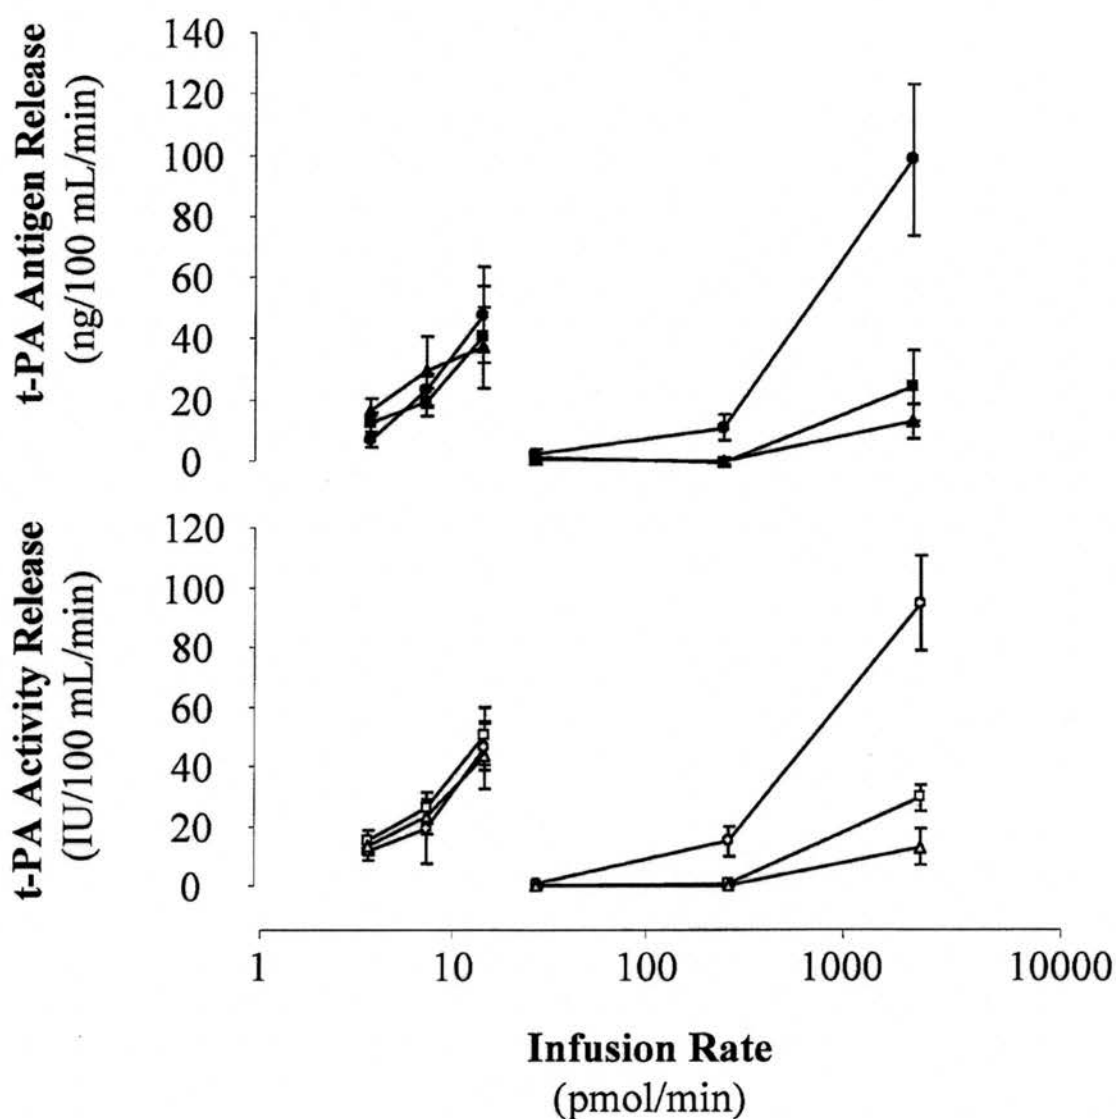 t-PA Antigen Release
(ng/100 mL/min)
140
120
100
80
60
40
20
0
t-PA Activity Release
(IU/100 mL/min)
120
100
80
60
40
20
0
1 10 100 1000 10000
Infusion Rate
(pmol/min)